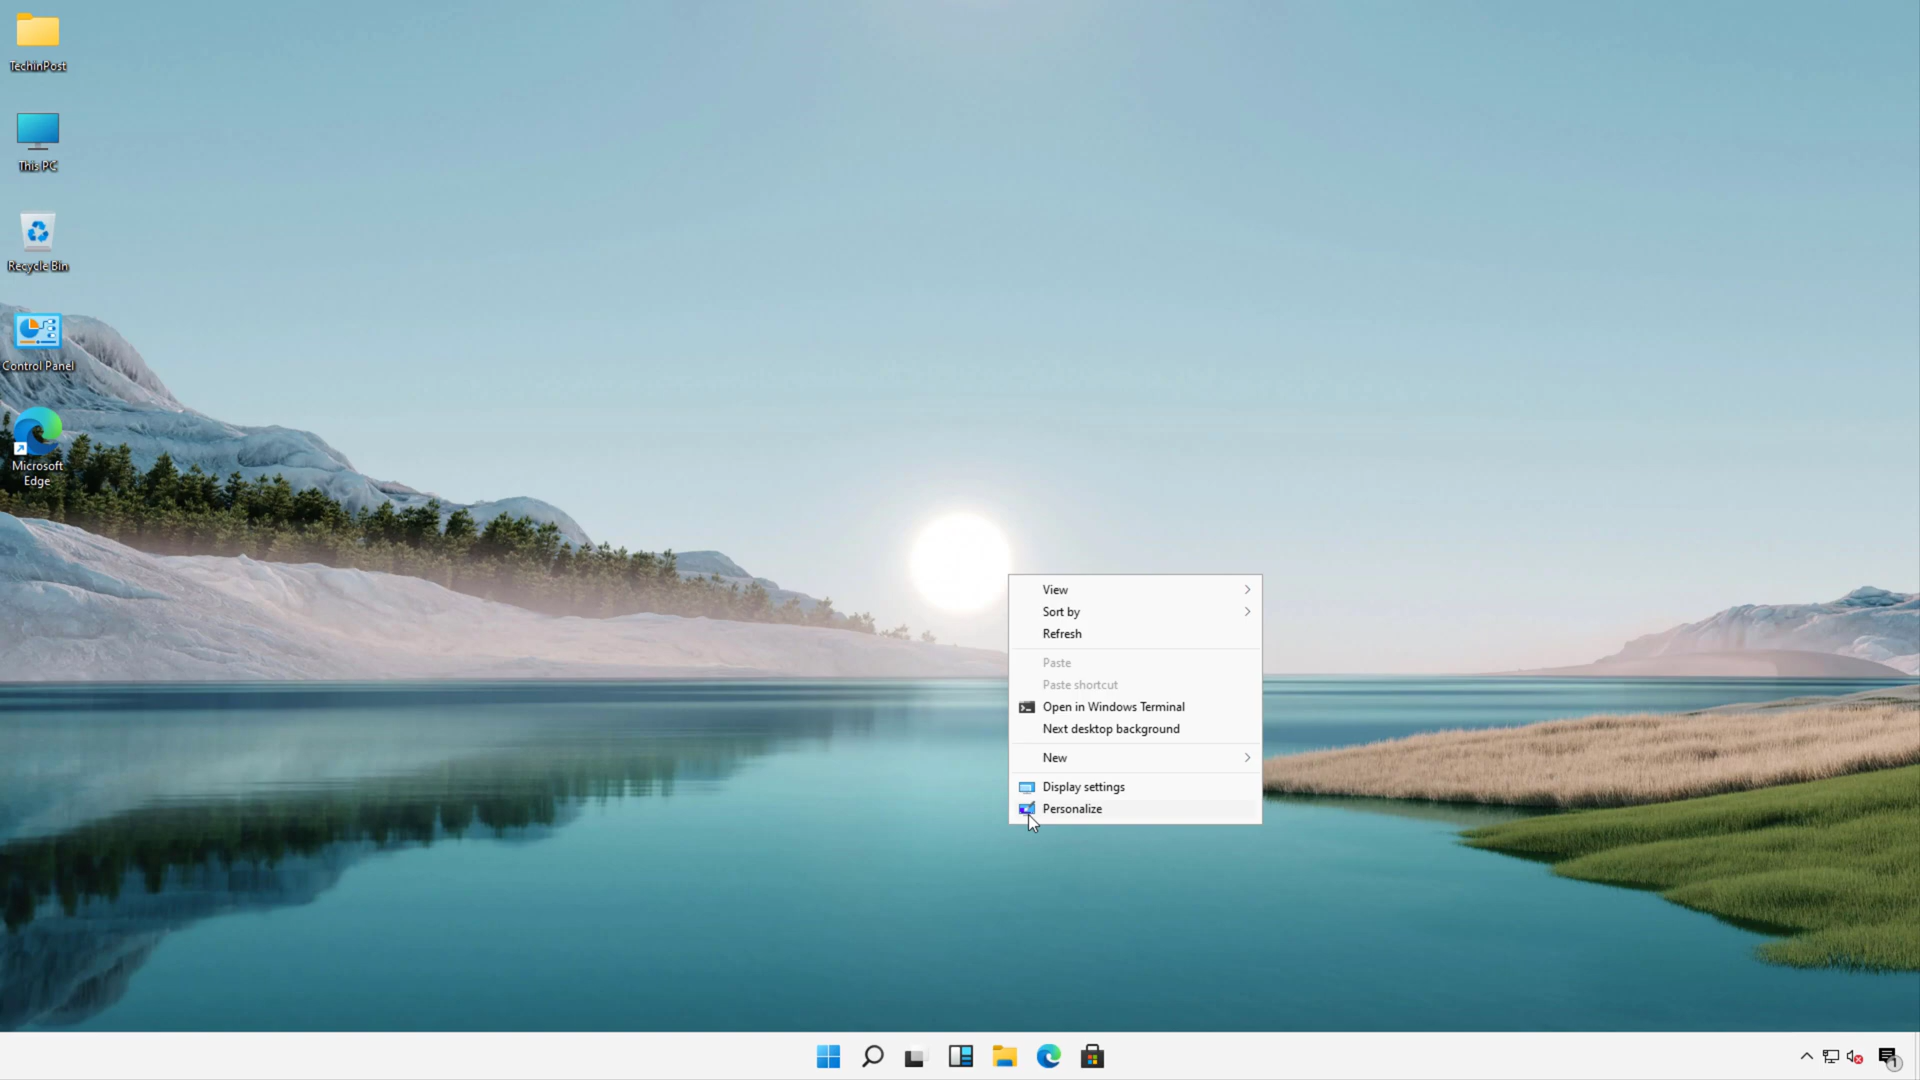 TechinPost
This PC
Recycle Bin
Control Panel
Microsoft
Edge
View
Sort by
Refresh
Paste
Paste shortcut
Open in Windows Terminal
Next desktop background
New
Display settings
Personalize
1